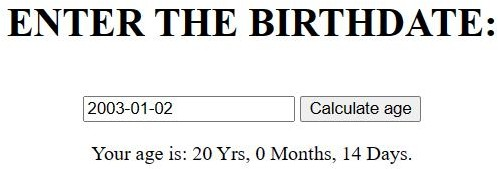 ENTER THE BIRTHDATE:
2003-01-02 Calculate age
Your age is: 20 Yrs, 0 Months, 14 Days.